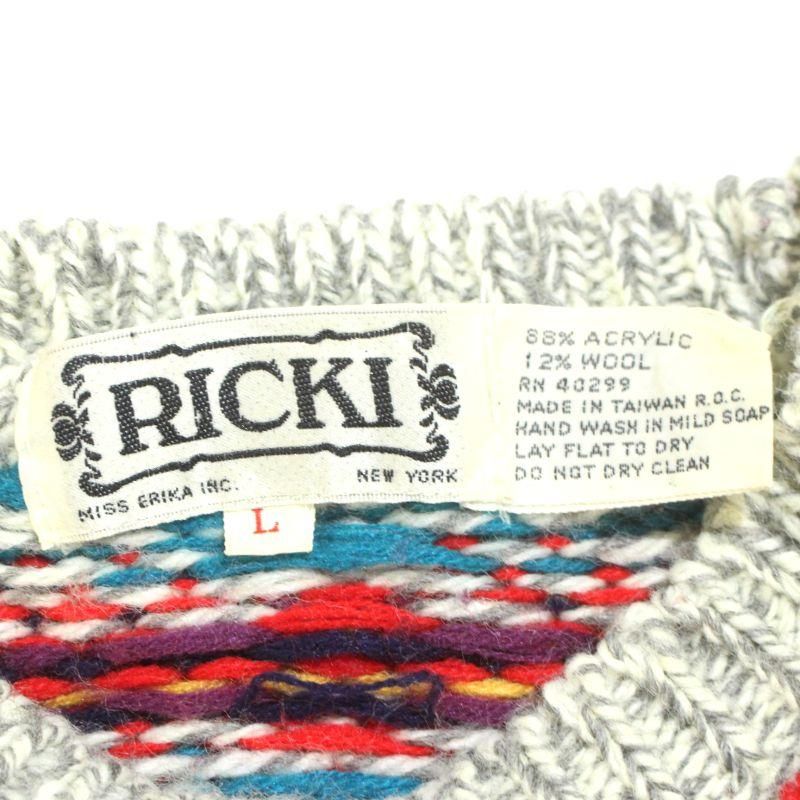 RICKI
MISS ERIKA INC. NEW YORK
L
88% ACRYLIC
12% WOOL
RN 40299
MADE IN TAIWAN R.O.C.
HAND WASH IN MILD SOAP
LAY FLAT TO DRY
DO NOT DRY CLEAN